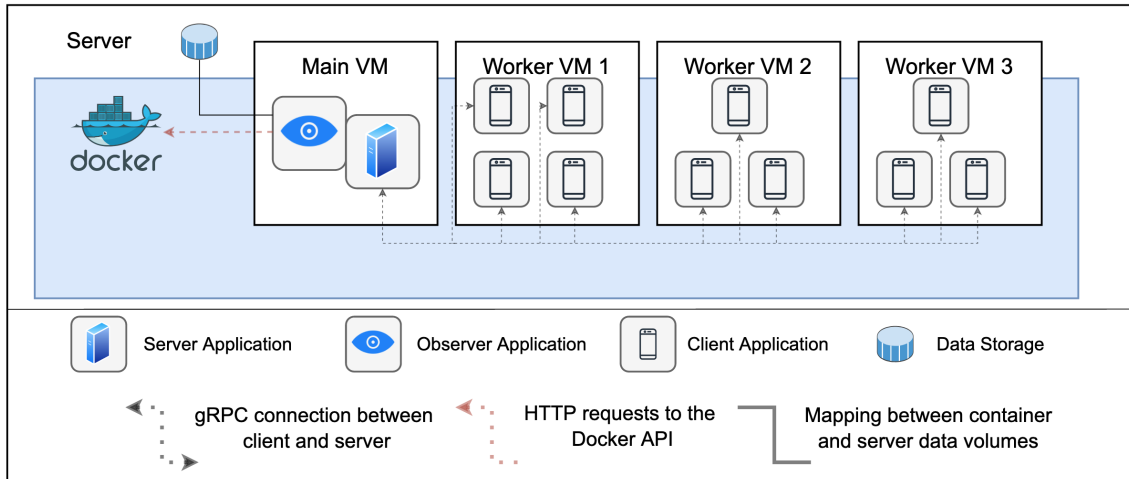 Server
Main VM
Worker VM 1
Worker VM 2
Worker VM 3
docker
Server Application
Observer Application
Client Application
Data Storage
gRPC connection between
client and server
HTTP requests to the
Docker API
Mapping between container
and server data volumes